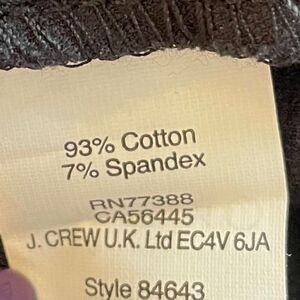 93% Cotton
7% Spandex
RN77388
CA56445
J. CREW U.K. Ltd EC4V 6JA
Style 84643